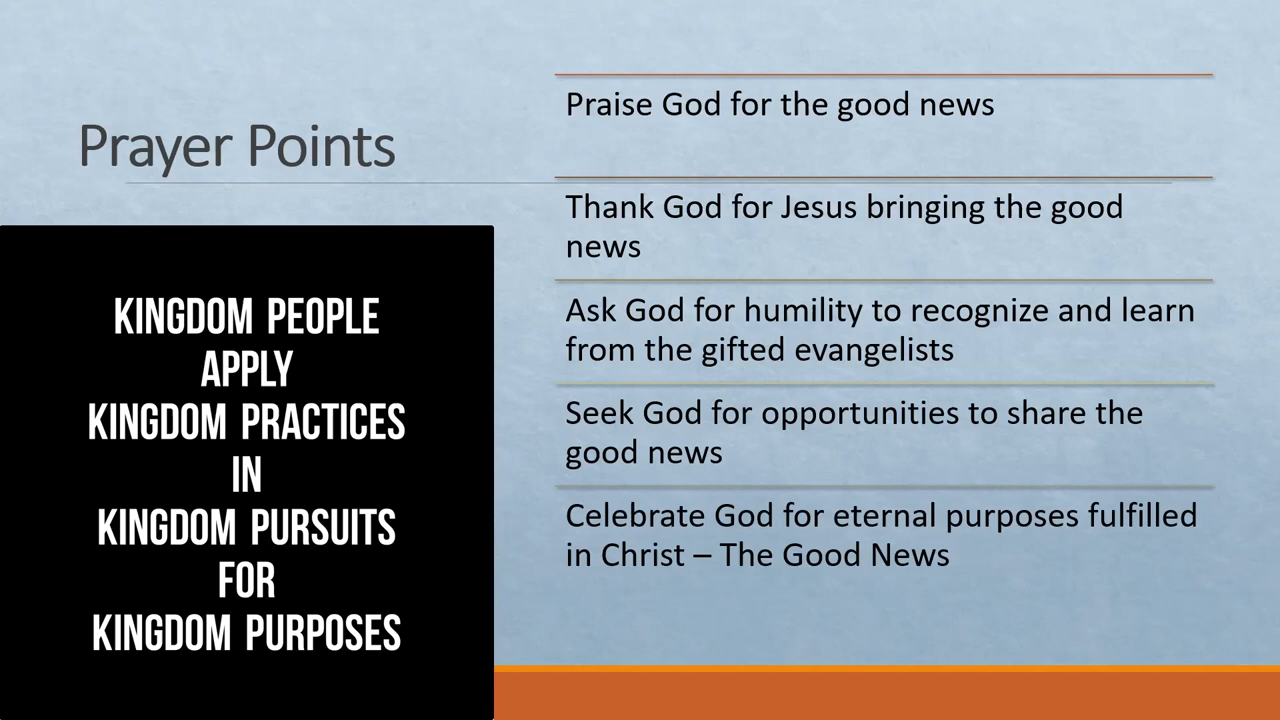 Prayer Points
KINGDOM PEOPLE
APPLY
KINGDOM PRACTICES
IN
KINGDOM PURSUITS
FOR
KINGDOM PURPOSES
Praise God for the good news
Thank God for Jesus bringing the good
news
Ask God for humility to recognize and learn
from the gifted evangelists
Seek God for opportunities to share the
good news
Celebrate God for eternal purposes fulfilled
in Christ – The Good News